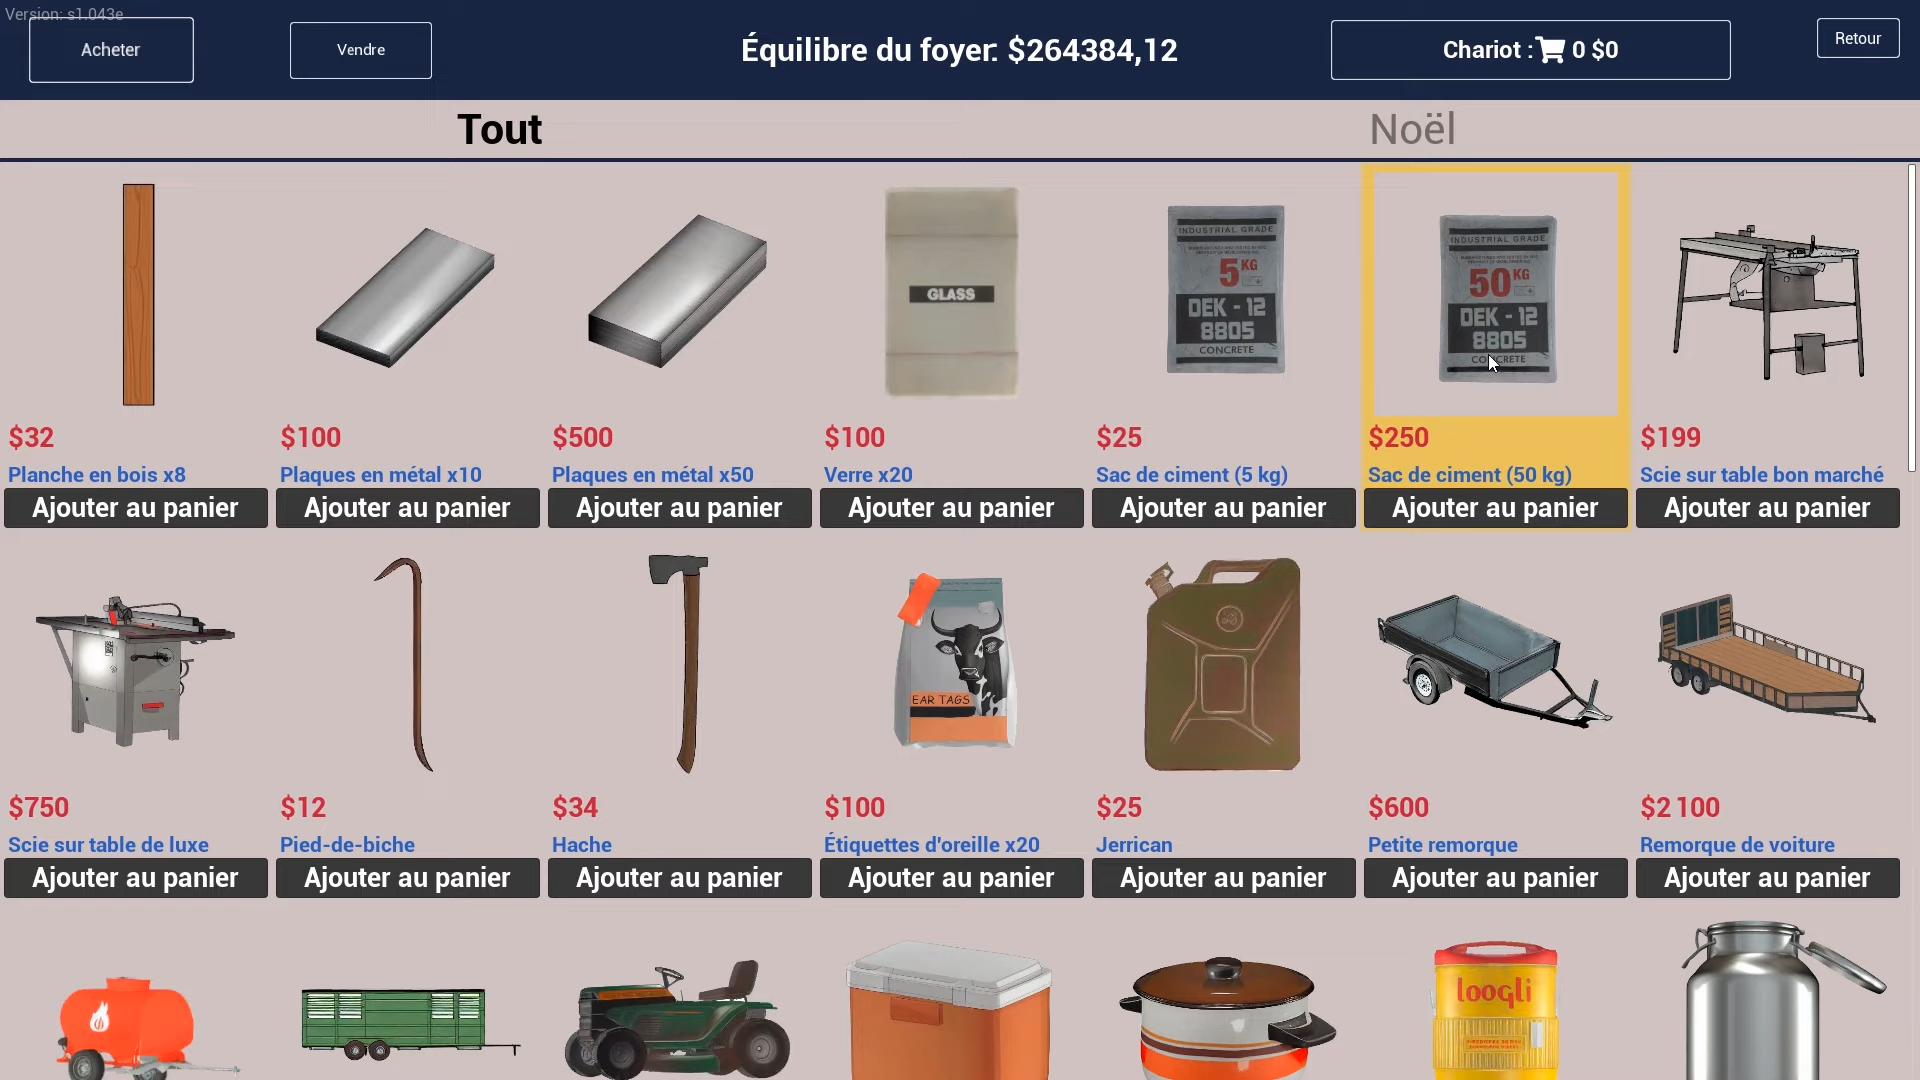 Version: s1.043e
Acheter
Vendre
Équilibre du foyer: $264384,12
Chariot : 0 $0
Retour
Tout
Noël
GLASS
INDUSTRIAL GRADE
5KG
DEK - 12
8805
CONCRETE
INDUSTRIAL GRADE
50KG
DEK - 12
8805
CONCRETE
$32
$100
$500
$100
$25
$250
$199
Planche en bois x8
Plaques en métal x10
Plaques en métal x50
Verre x20
Sac de ciment (5 kg)
Sac de ciment (50 kg)
Scie sur table bon marché
Ajouter au panier
Ajouter au panier
Ajouter au panier
Ajouter au panier
Ajouter au panier
Ajouter au panier
Ajouter au panier
EAR TAGS
$750
$12
$34
$100
$25
$600
$2 100
Scie sur table de luxe
Pied-de-biche
Hache
Étiquettes d'oreille x20
Jerrican
Petite remorque
Remorque de voiture
Ajouter au panier
Ajouter au panier
Ajouter au panier
Ajouter au panier
Ajouter au panier
Ajouter au panier
Ajouter au panier
loogli